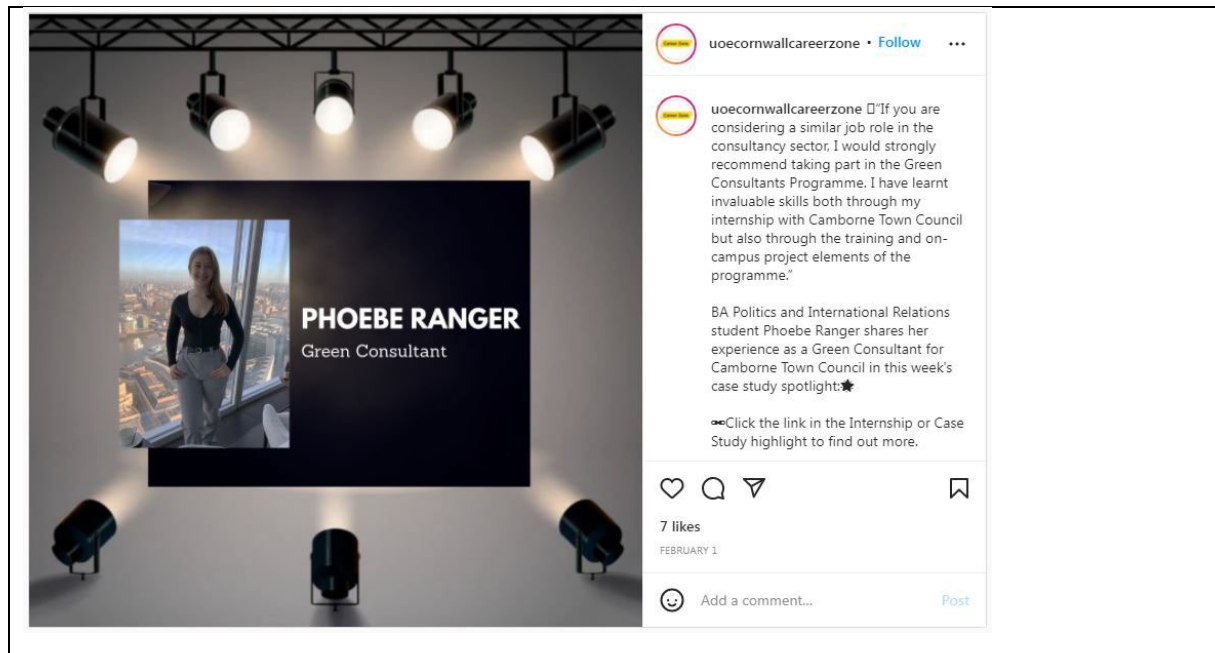 PHOEBE RANGER
Green Consultant
Career Zone
uoecornwallcareerzone • Follow
Career Zone
uoecornwallcareerzone "If you are
considering a similar job role in the
consultancy sector, I would strongly
recommend taking part in the Green
Consultants Programme. I have learnt
invaluable skills both through my
internship with Camborne Town Council
but also through the training and on-
campus project elements of the
programme."
BA Politics and International Relations
student Phoebe Ranger shares her
experience as a Green Consultant for
Camborne Town Council in this week's
case study spotlight:
Click the link in the Internship or Case
Study highlight to find out more.
7 likes
FEBRUARY 1
Add a comment...
Post